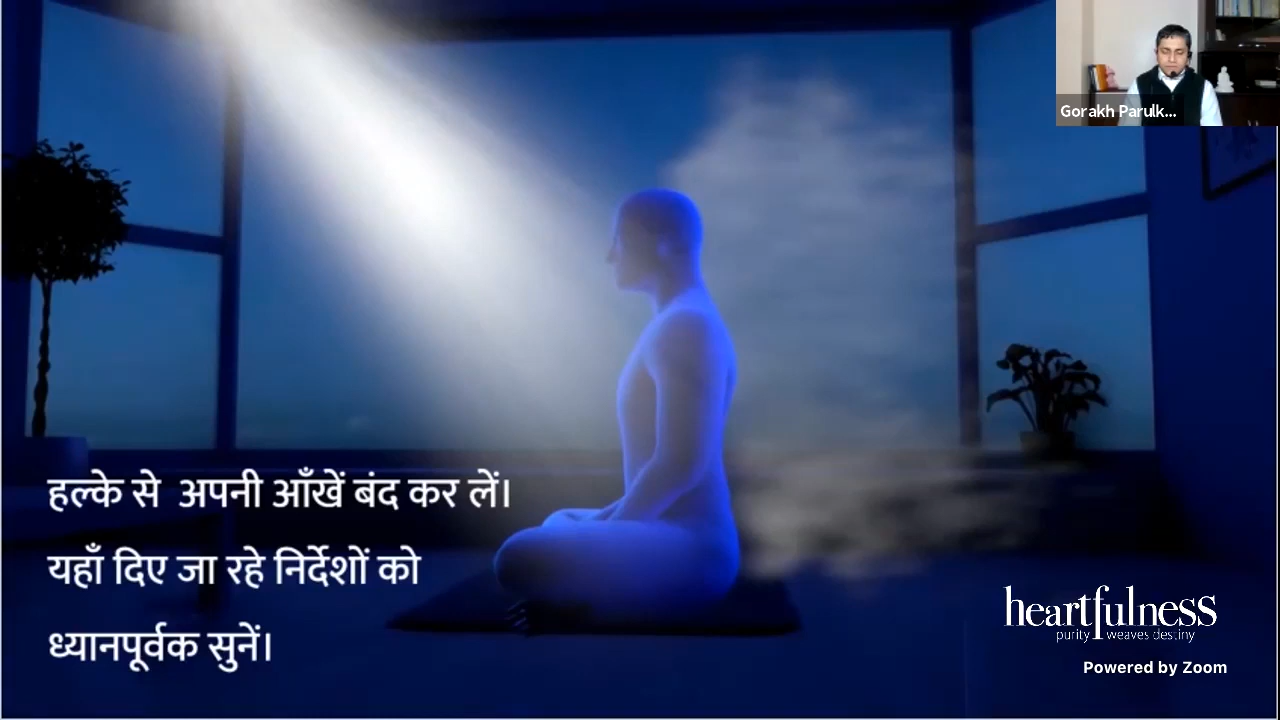 Gorakh Parulk...
हल्के से अपनी आँखें बंद कर लें।
यहाँ दिए जा रहे निर्देशों को
ध्यानपूर्वक सुनें।
heartfulness
purity weaves destiny
Powered by Zoom